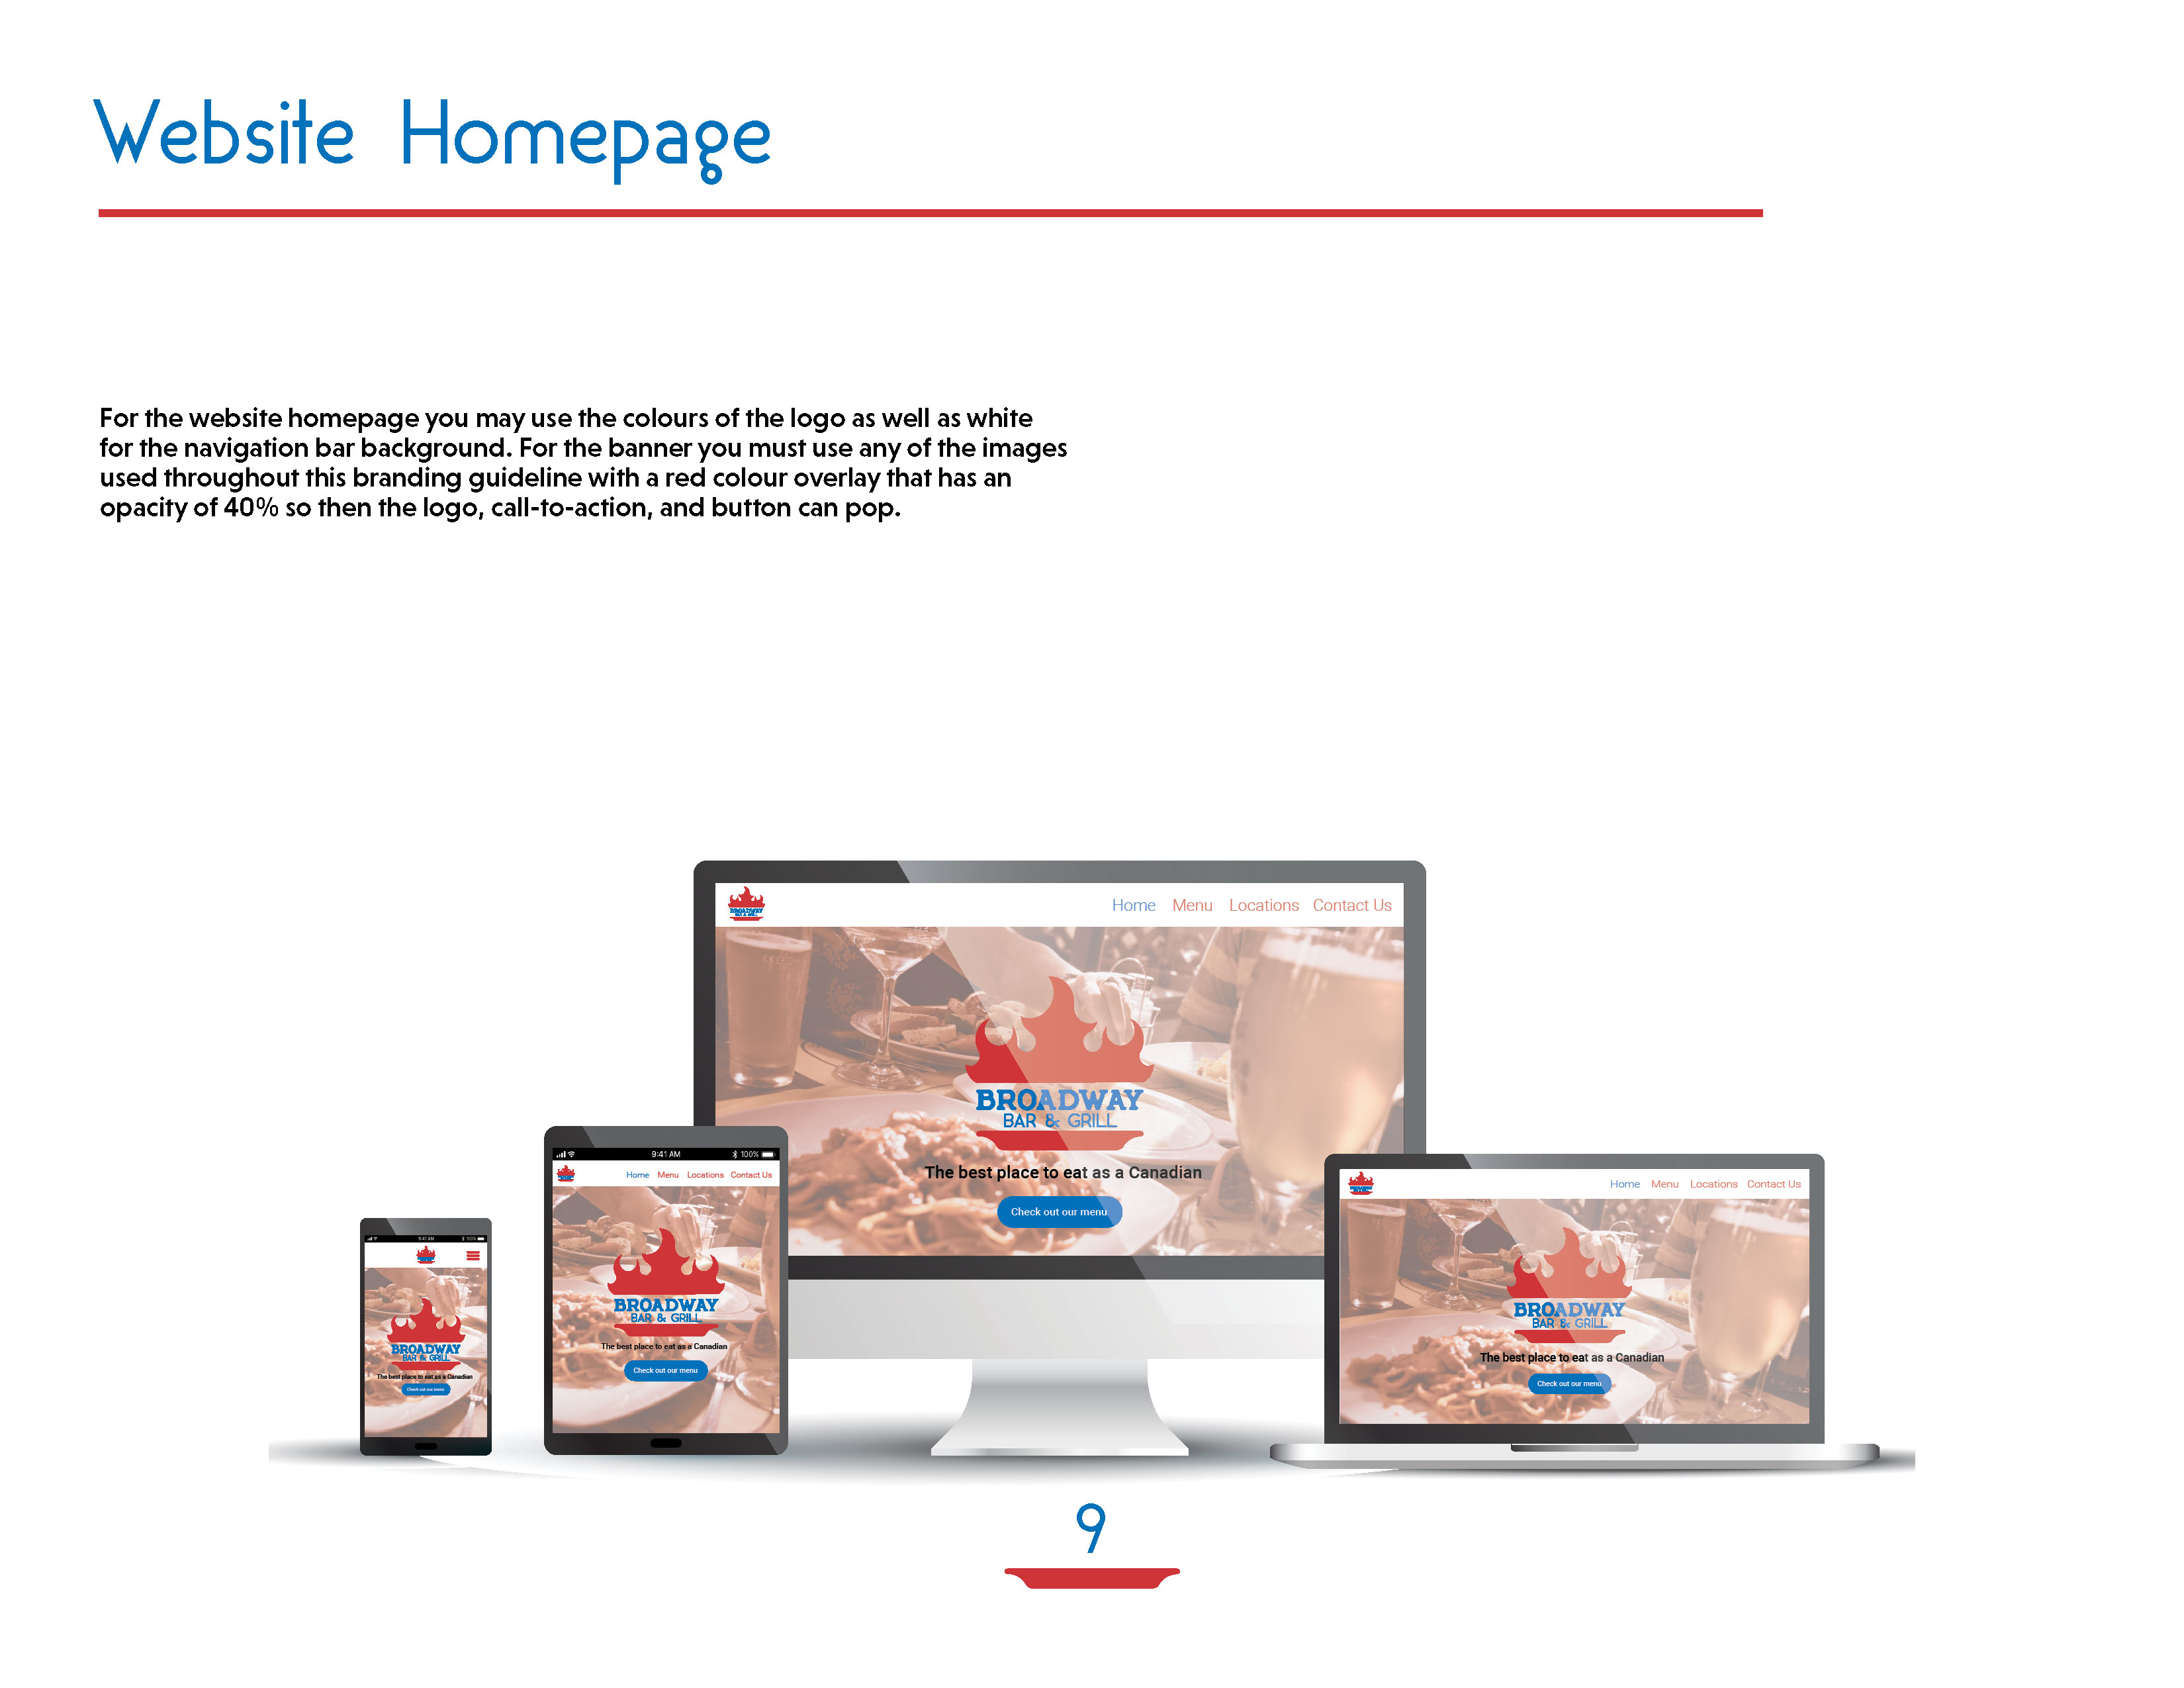 Website Homepage
For the website homepage you may use the colours of the logo as well as white
for the navigation bar background. For the banner you must use any of the images
used throughout this branding guideline with a red colour overlay that has an
opacity of 40% so then the logo, call-to-action, and button can pop.
BROADWAY
BAR & GRILL
Home Menu Locations Contact Us
BROADWAY
BAR & GRILL
The best place to eat as a Canadian
Check out our menu
9:41 AM 100%
Home Menu Locations Contact Us
BROADWAY
BAR & GRILL
The best place to eat as a Canadian
Check out our menu
Home Menu Locations Contact Us
BROADWAY
BAR & GRILL
The best place to eat as a Canadian
Check out our menu
9:41 AM 100%
BROADWAY
BAR & GRILL
The best place to eat as a Canadian
Check out our menu
9